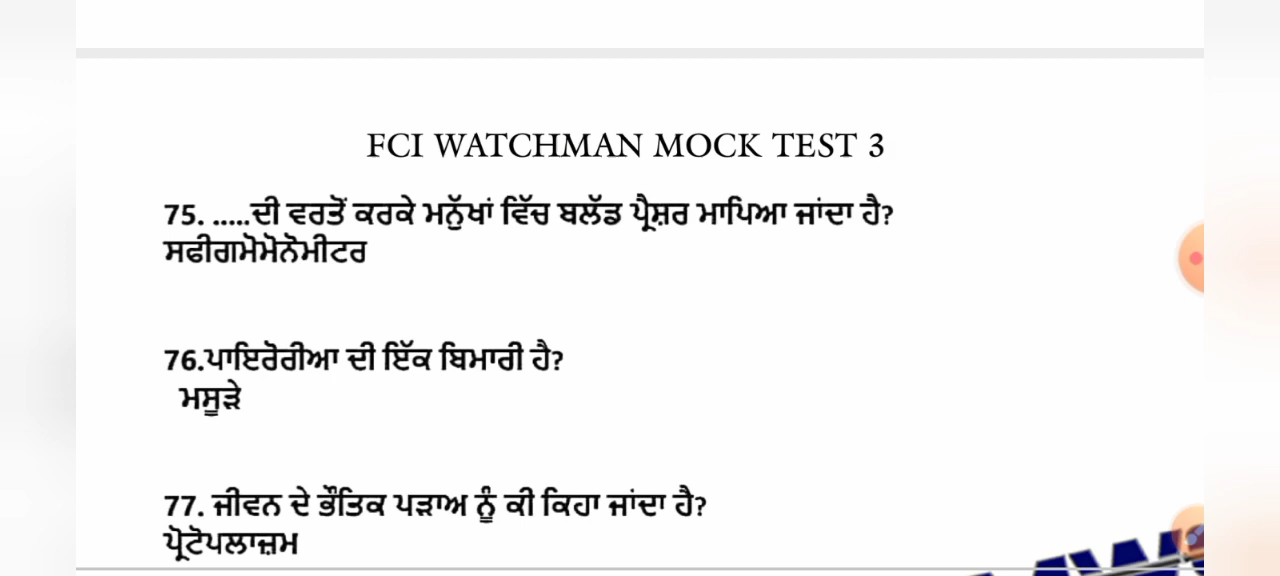 FCI WATCHMAN MOCK TEST 3
75. .....ਦੀ ਵਰਤੋਂ ਕਰਕੇ ਮਨੁੱਖਾਂ ਵਿੱਚ ਬਲੱਡ ਪ੍ਰੈਸ਼ਰ ਮਾਪਿਆ ਜਾਂਦਾ ਹੈ?
ਸਫੀਗਮੋਮੋਨੋਮੀਟਰ
76.ਪਾਇਰੋਰੀਆ ਦੀ ਇੱਕ ਬਿਮਾਰੀ ਹੈ?
ਮਸੂੜੇ
77. ਜੀਵਨ ਦੇ ਭੌਤਿਕ ਪੜਾਅ ਨੂੰ ਕੀ ਕਿਹਾ ਜਾਂਦਾ ਹੈ?
ਪ੍ਰੋਟੋਪਲਾਜ਼ਮ